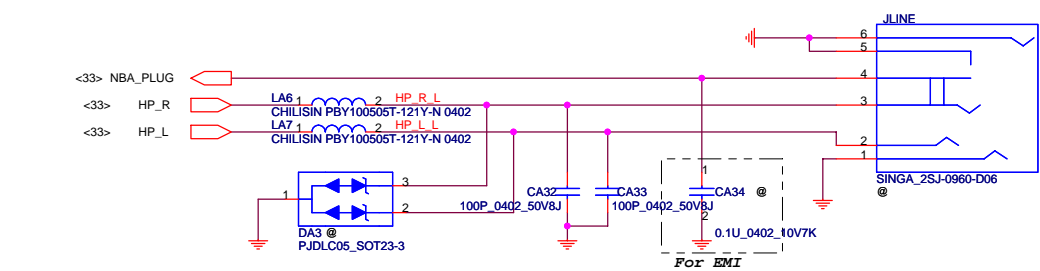 JLINE
6
5
<33> NBA_PLUG
4
<33> HP_R
LA6 1 2 HP_R_L
3
CHILISIN PBY100505T-121Y-N 0402
<33> HP_L
LA7 1 2 HP_L_L
CHILISIN PBY100505T-121Y-N 0402
2
1
SINGA_2SJ-0960-D06
@
1
3
2
DA3 @
PJDLC05_SOT23-3
CA32
100P_0402_50V8J
CA33
100P_0402_50V8J
1
CA34 @
2
0.1U_0402_10V7K
For EMI